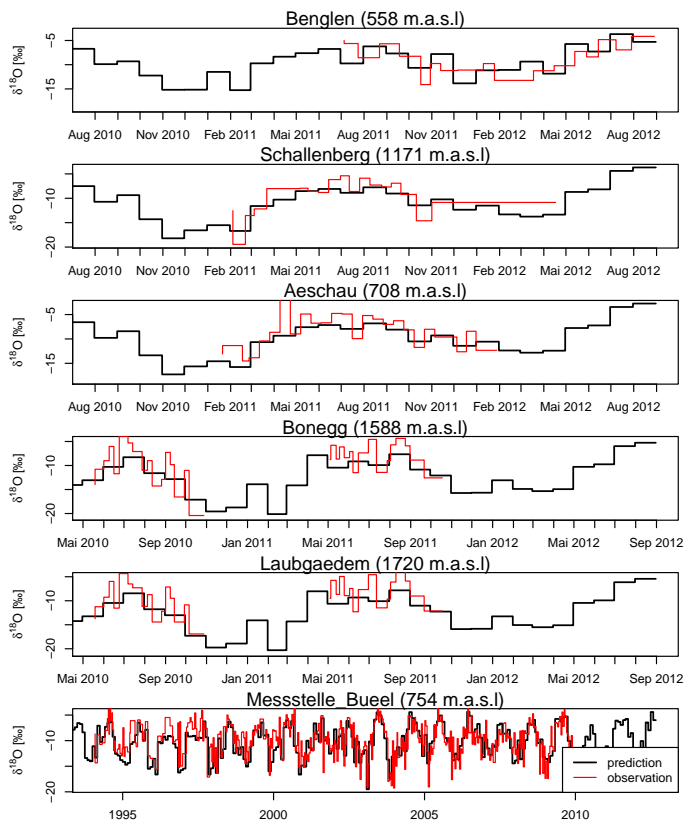 Benglen (558 m.a.s.l)
δ18O [‰]
-5
-15
Aug 2010 Nov 2010 Feb 2011 Mai 2011 Aug 2011 Nov 2011 Feb 2012 Mai 2012 Aug 2012
Schallenberg (1171 m.a.s.l)
δ18O [‰]
-10
-20
Aug 2010 Nov 2010 Feb 2011 Mai 2011 Aug 2011 Nov 2011 Feb 2012 Mai 2012 Aug 2012
Aeschau (708 m.a.s.l)
δ18O [‰]
-5
-15
Aug 2010 Nov 2010 Feb 2011 Mai 2011 Aug 2011 Nov 2011 Feb 2012 Mai 2012 Aug 2012
Bonegg (1588 m.a.s.l)
δ18O [‰]
-10
-20
Mai 2010 Sep 2010 Jan 2011 Mai 2011 Sep 2011 Jan 2012 Mai 2012 Sep 2012
Laubgaedem (1720 m.a.s.l)
δ18O [‰]
-10
-20
Mai 2010 Sep 2010 Jan 2011 Mai 2011 Sep 2011 Jan 2012 Mai 2012 Sep 2012
Messstelle_Bueel (754 m.a.s.l)
δ18O [‰]
-10
-20
prediction
observation
1995 2000 2005 2010